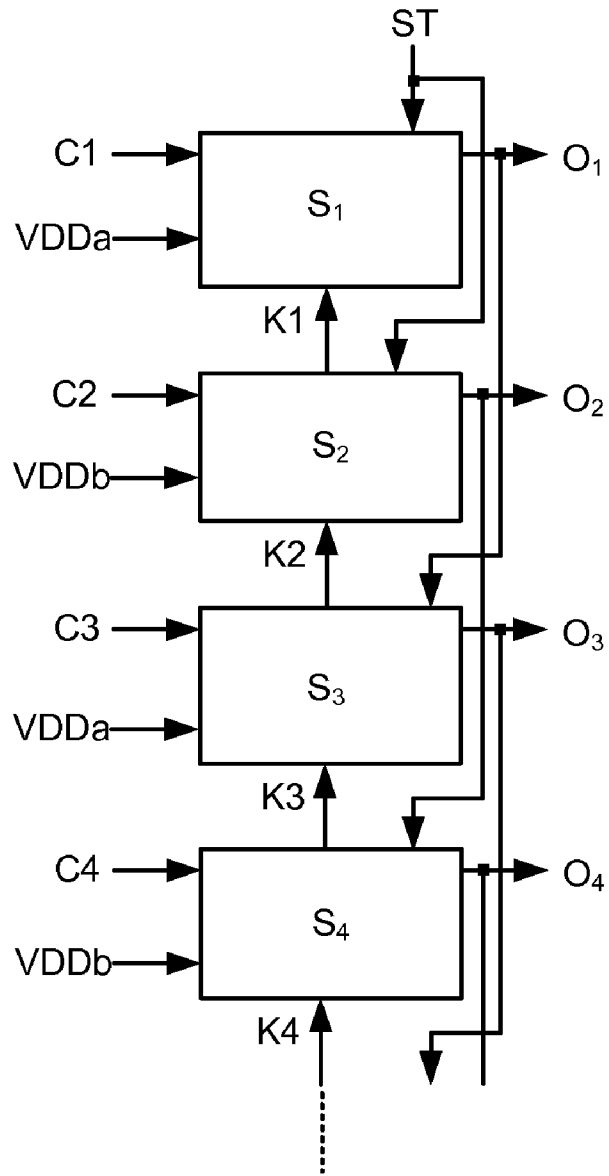 ST
C1
S₁
O₁
VDDa
K1
C2
S₂
O₂
VDDb
K2
C3
S₃
O₃
VDDa
K3
C4
S₄
O₄
VDDb
K4